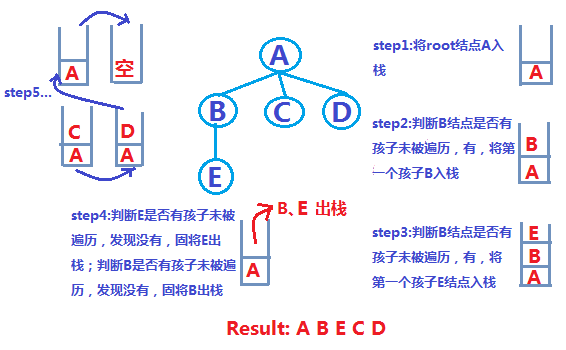 A
空
step5...
C
D
A
A
A
B
C
D
E
step1:将root结点A入
栈
A
step2:判断B结点是否有
孩子未被遍历，有，将第
一个孩子B入栈
B
A
step3:判断B结点是否有
孩子未被遍历，有，将
第一个孩子E结点入栈
E
B
A
step4:判断E是否有孩子未被
遍历，发现没有，固将E出
栈；判断B是否有孩子未被遍
历，发现没有，固将B出栈
B、E 出栈
A
Result: A B E C D